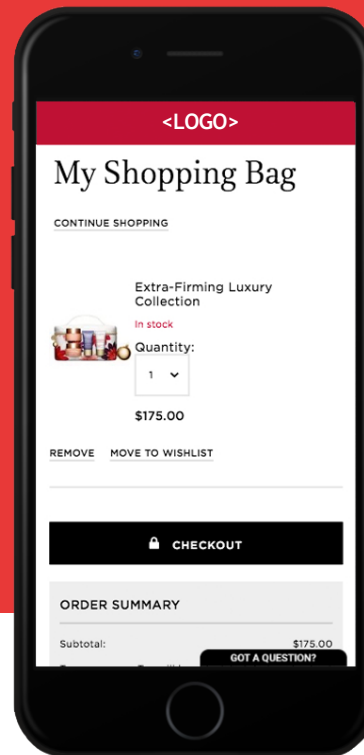 <LOGO>
My Shopping Bag
CONTINUE SHOPPING
Extra-Firming Luxury
Collection
In stock
Quantity:
1
$175.00
REMOVE MOVE TO WISHLIST
CHECKOUT
ORDER SUMMARY
Subtotal: $175.00
GOT A QUESTION?